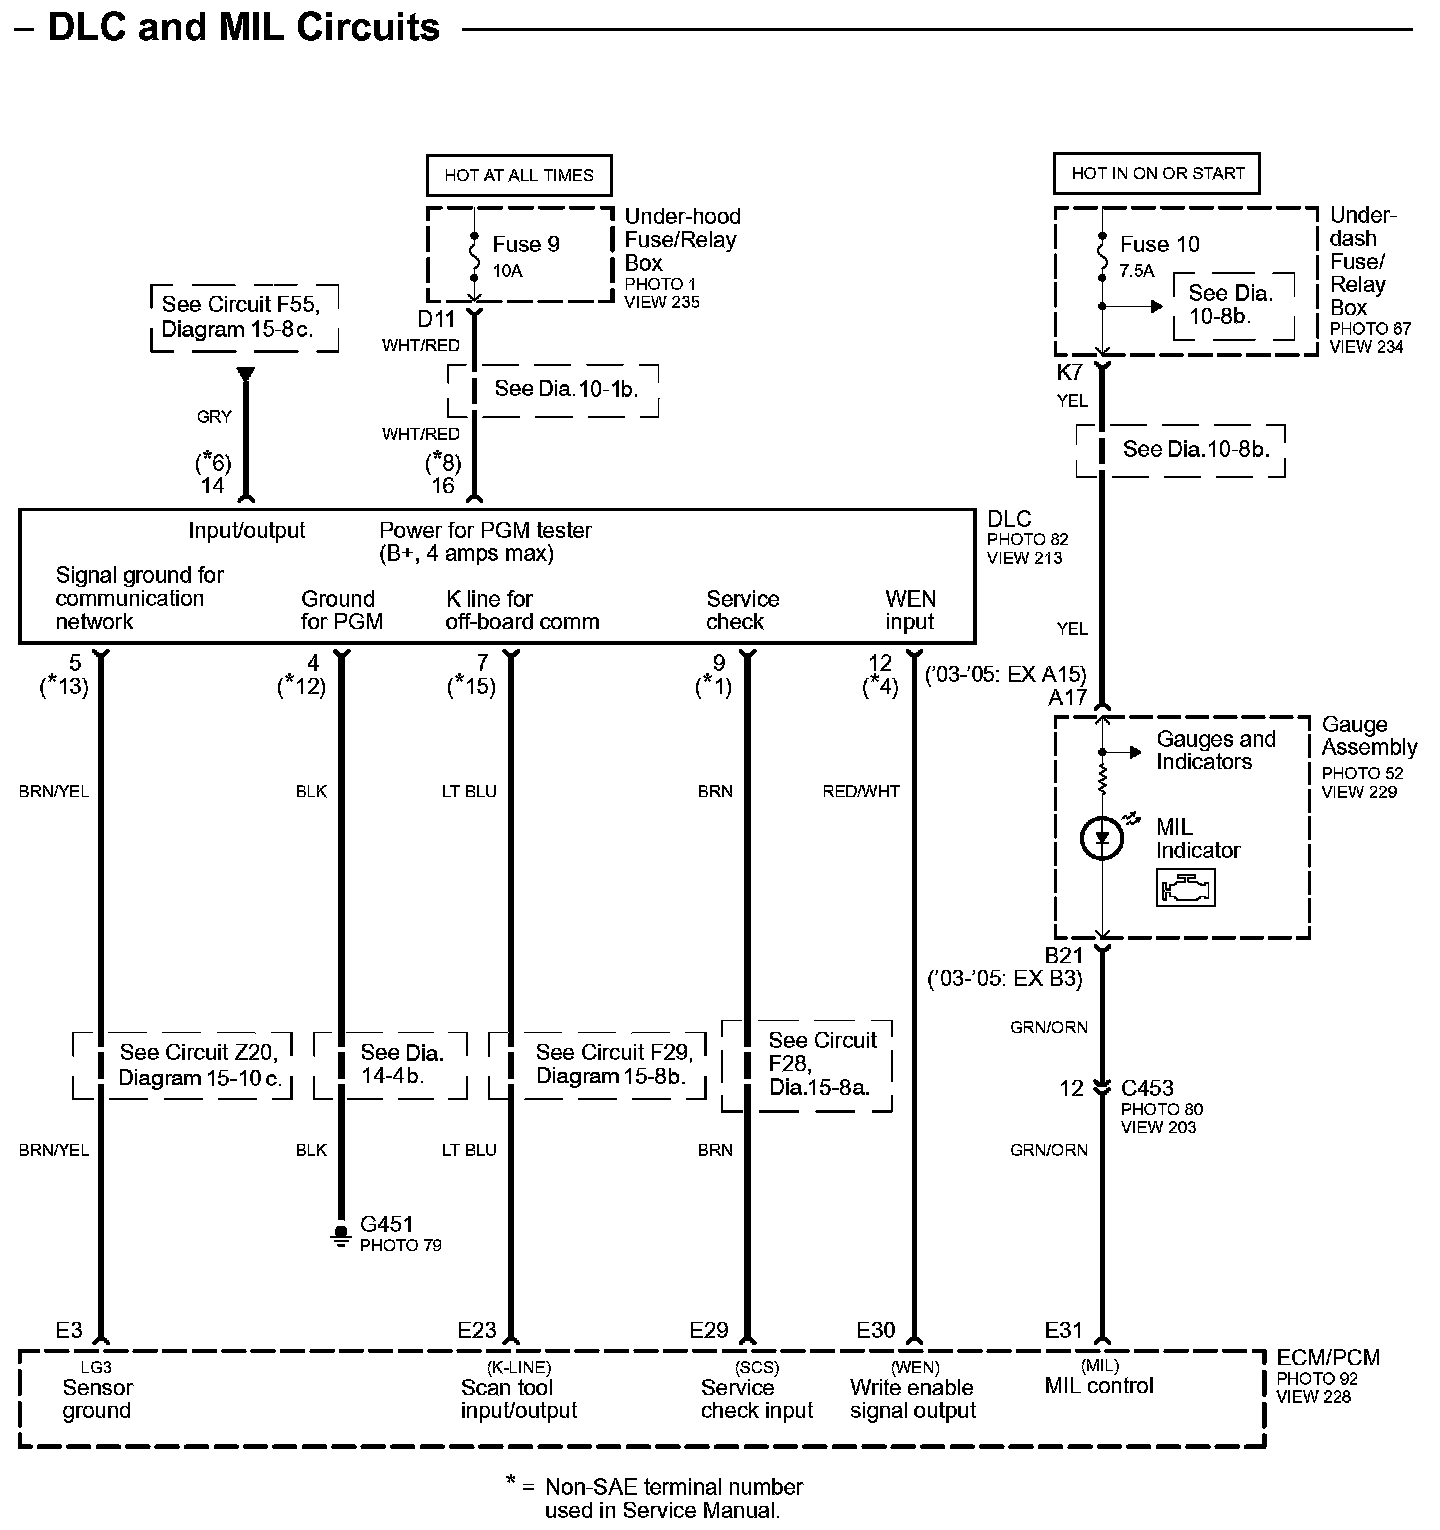 DLC and MIL Circuits
HOT AT ALL TIMES
HOT IN ON OR START
Fuse 9
10A
Under-hood
Fuse/Relay
Box
PHOTO 1
VIEW 235
Fuse 10
7.5A
See Dia.
10-8b.
Under-
dash
Fuse/
Relay
Box
PHOTO 67
VIEW 234
See Circuit F55,
Diagram 15-8c.
D11
WHT/RED
See Dia. 10-1b.
K7
YEL
GRY
WHT/RED
See Dia.10-8b.
(*6)
14
(*8)
16
Input/output
Power for PGM tester
(B+, 4 amps max)
DLC
PHOTO 82
VIEW 213
Signal ground for
communication
network
Ground
for PGM
K line for
off-board comm
Service
check
WEN
input
YEL
5
(*13)
4
(*12)
7
(*15)
9
(*1)
12
(*4)
('03-'05: EX A15)
A17
Gauges and
Indicators
Gauge
Assembly
PHOTO 52
VIEW 229
BRN/YEL
BLK
LT BLU
BRN
RED/WHT
MIL
Indicator
B21
('03-'05: EX B3)
GRN/ORN
See Circuit Z20,
Diagram 15-10c.
See Dia.
14-4b.
See Circuit F29,
Diagram 15-8b.
See Circuit
F28,
Dia.15-8a.
12
C453
PHOTO 80
VIEW 203
BRN/YEL
BLK
LT BLU
BRN
GRN/ORN
G451
PHOTO 79
E3
E23
E29
E30
E31
LG3
Sensor
ground
(K-LINE)
Scan tool
input/output
(SCS)
Service
check input
(WEN)
Write enable
signal output
(MIL)
MIL control
ECM/PCM
PHOTO 92
VIEW 228
* = Non-SAE terminal number
used in Service Manual.